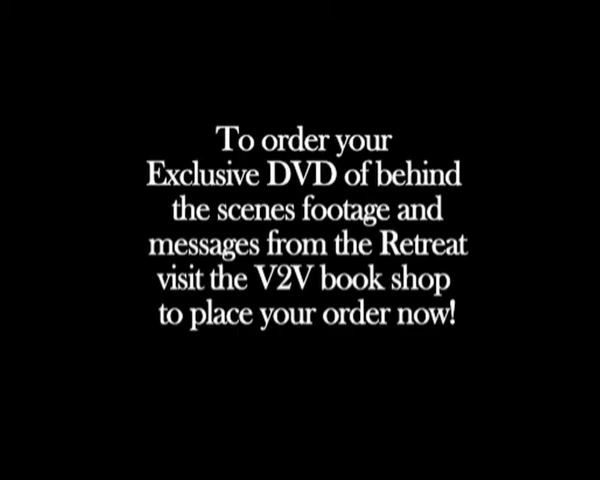 To order your
Exclusive DVD of behind
the scenes footage and
messages from the Retreat
visit the V2V book shop
to place your order now!